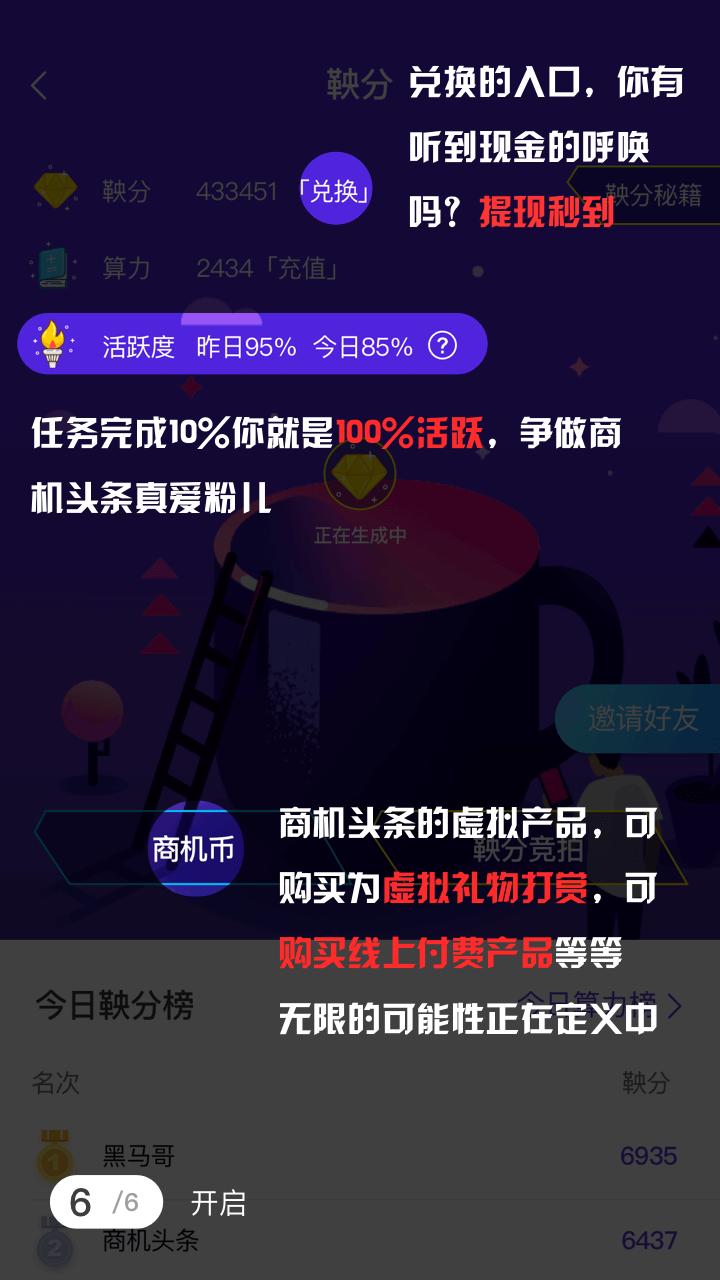 鞅分
兑换的入口，你有
听到现金的呼唤
吗？提现秒到
鞅分 433451 「兑换」
鞅分秘籍
算力 2434「充值」
活跃度 昨日95% 今日85% ?
任务完成10%你就是100%活跃，争做商
机头条真爱粉儿
正在生成中
邀请好友
商机币
鞅分竞拍
商机头条的虚拟产品，可
购买为虚拟礼物打赏，可
购买线上付费产品等等
无限的可能性正在定义中
今日鞅分榜 今日算力榜
名次 鞅分
1 黑马哥 6935
6 /6 开启
2 商机头条 6437